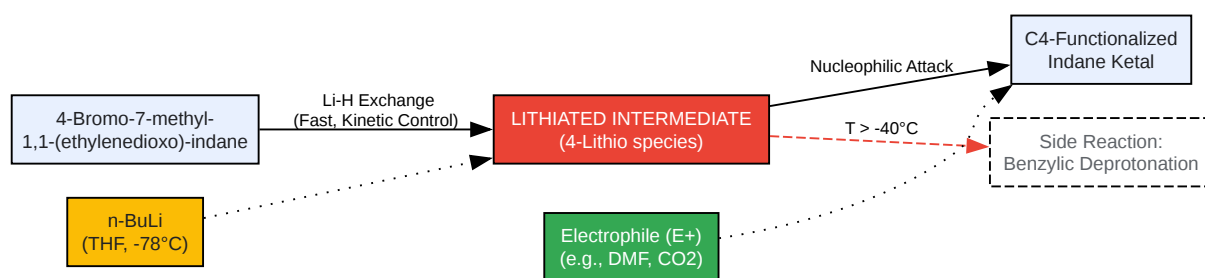 4-Bromo-7-methyl-
1,1-(ethylenedioxo)-indane
Li-H Exchange
(Fast, Kinetic Control)
n-BuLi
(THF, -78°C)
LITHIATED INTERMEDIATE
(4-Lithio species)
Nucleophilic Attack
T > -40°C
Electrophile (E+)
(e.g., DMF, CO2)
C4-Functionalized
Indane Ketal
Side Reaction:
Benzylic Deprotonation